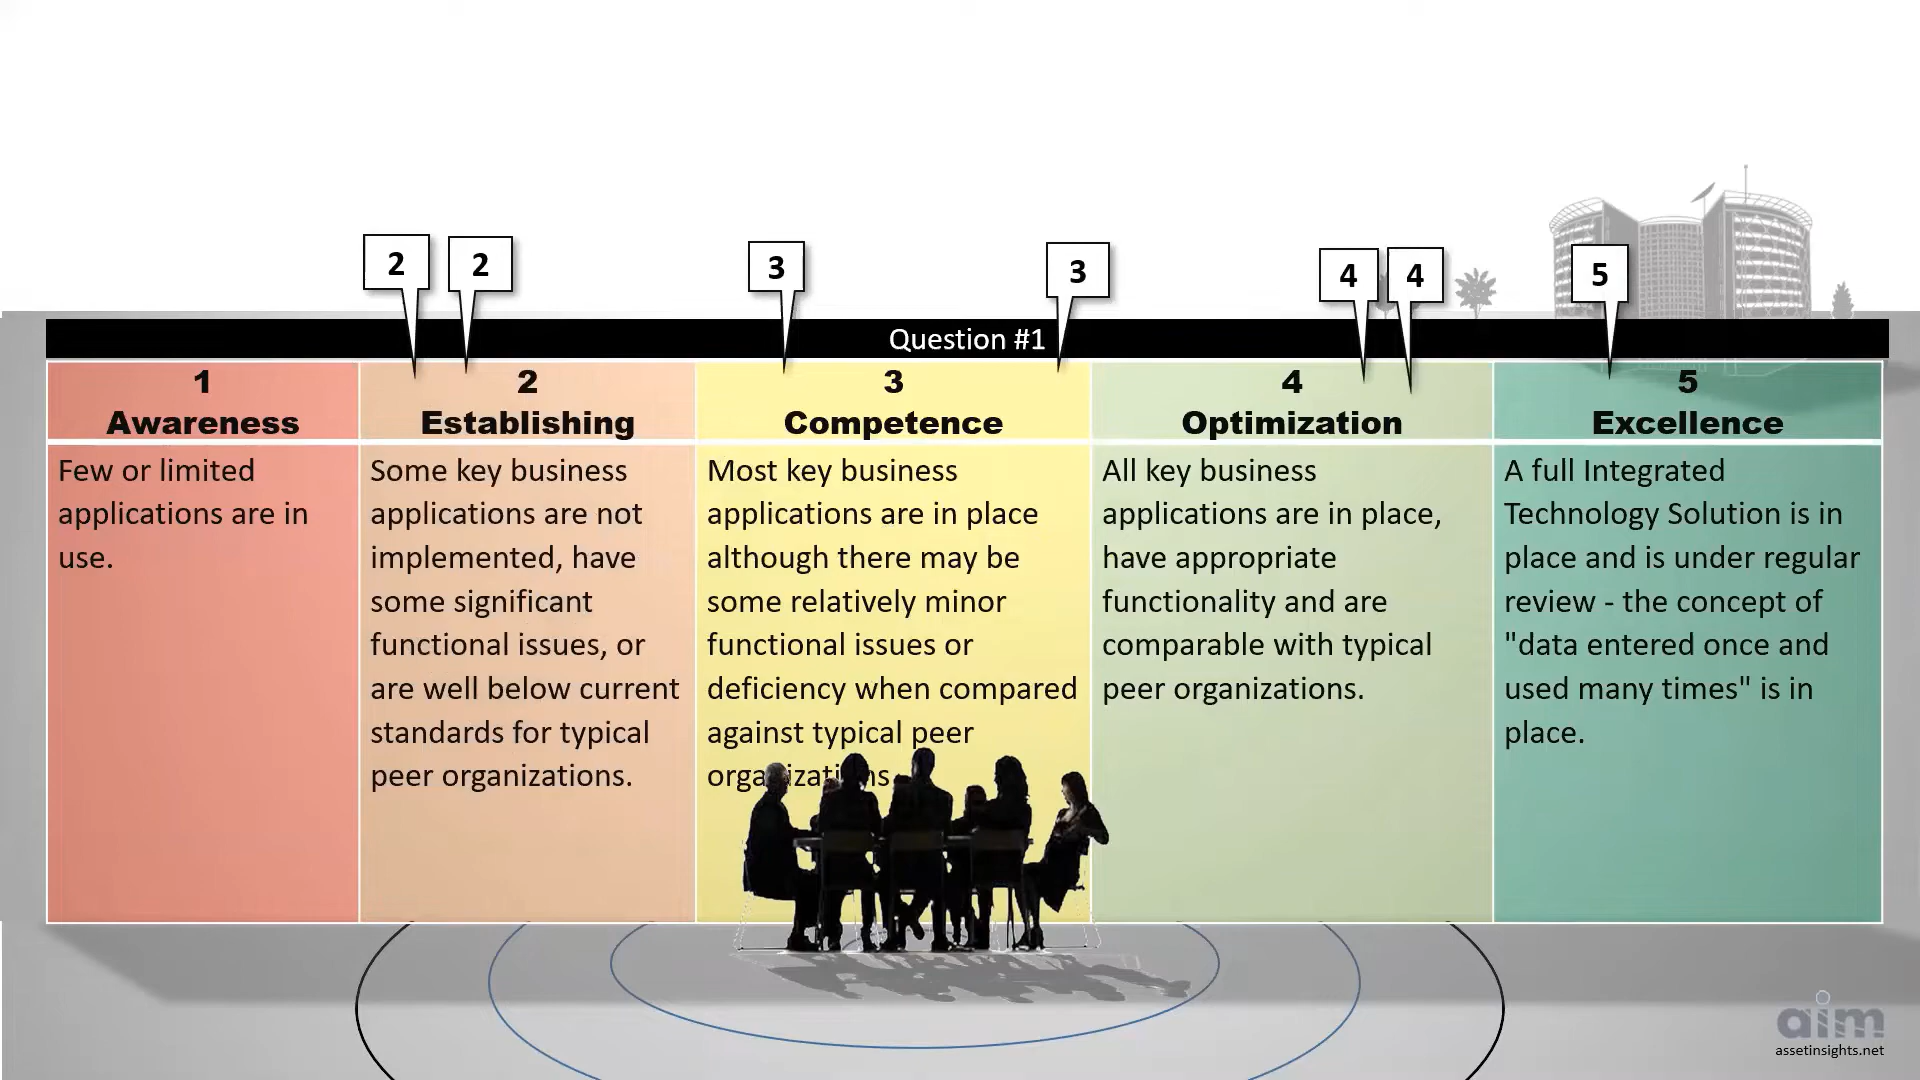 2
2
3
3
4
4
5
Question #1
1
Awareness
2
Establishing
3
Competence
4
Optimization
5
Excellence
Few or limited
applications are in
use.
Some key business
applications are not
implemented, have
some significant
functional issues, or
are well below current
standards for typical
peer organizations.
Most key business
applications are in place
although there may be
some relatively minor
functional issues or
deficiency when compared
against typical peer
organizations
All key business
applications are in place,
have appropriate
functionality and are
comparable with typical
peer organizations.
A full Integrated
Technology Solution is in
place and is under regular
review - the concept of
"data entered once and
used many times" is in
place.
aim
assetinsights.net